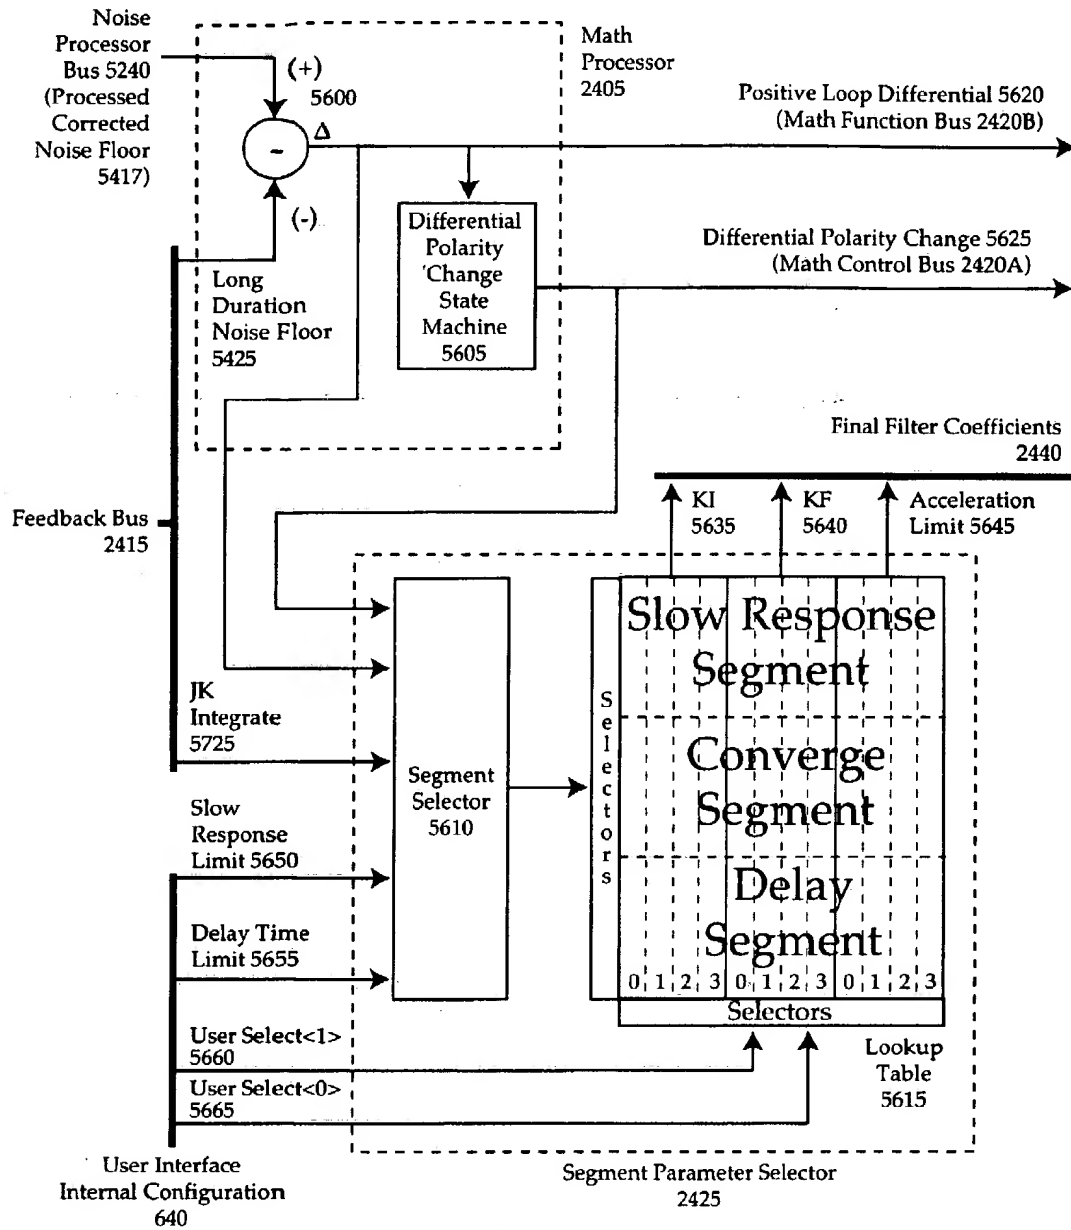 Noise
Processor
Bus 5240
(Processed
Corrected
Noise Floor
5417)
(+)
5600
Δ
-
(-)
Math
Processor
2405
Positive Loop Differential 5620
(Math Function Bus 2420B)
Differential
Polarity
Change
State
Machine
5605
Differential Polarity Change 5625
(Math Control Bus 2420A)
Long
Duration
Noise Floor
5425
Final Filter Coefficients
2440
Feedback Bus
2415
KI
5635
KF
5640
Acceleration
Limit 5645
JK
Integrate
5725
Segment
Selector
5610
Selectors
Slow Response
Segment
Converge
Segment
Delay
Segment
0 1 2 3 0 1 2 3 0 1 2 3
Selectors
Slow
Response
Limit 5650
Delay Time
Limit 5655
User Select<1>
5660
User Select<0>
5665
Lookup
Table
5615
User Interface
Internal Configuration
640
Segment Parameter Selector
2425